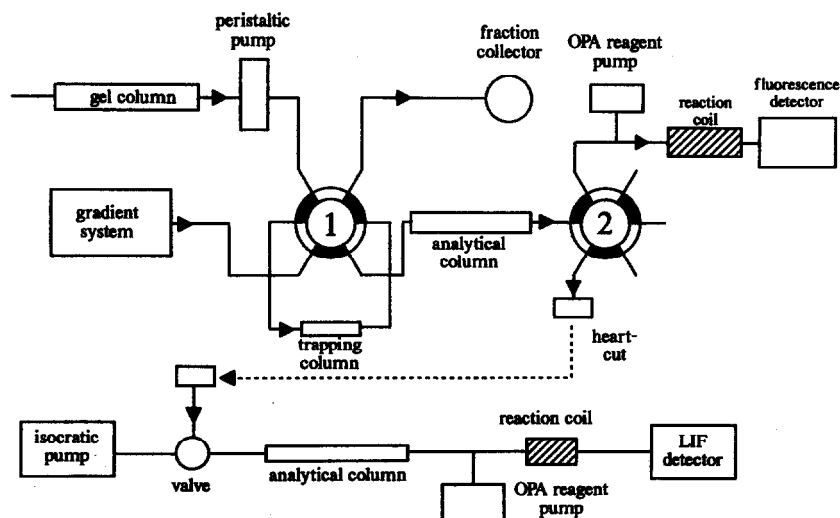 peristaltic
pump
fraction
collector
OPA reagent
pump
reaction
coil
fluorescence
detector
gel column
gradient
system
1
analytical
column
2
trapping
column
heart-
cut
isocratic
pump
valve
analytical column
reaction coil
OPA reagent
pump
LIF
detector